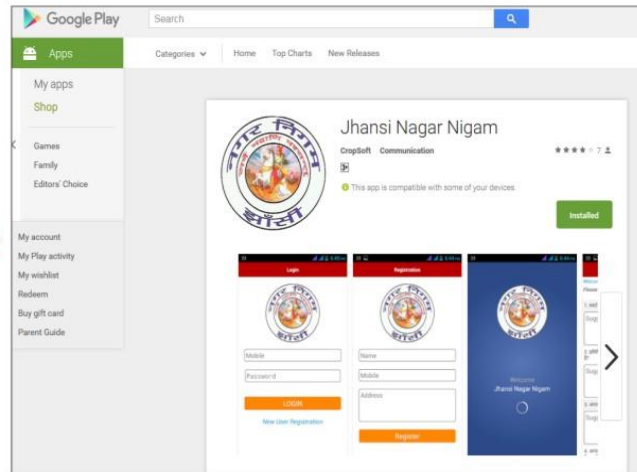 Google Play
Search
Apps
Categories
Home
Top Charts
New Releases
My apps
Shop
Games
Family
Editors' Choice
My account
My Play activity
My wishlist
Redeem
Buy gift card
Parent Guide
नगर निगम
झाँसी
Jhansi Nagar Nigam
CropSoft Communication
7
This app is compatible with some of your devices.
Installed
Login
Mobile
Password
LOGIN
New User Registration
Registration
Name
Mobile
Address
Register
Welcome
Jhansi Nagar Nigam